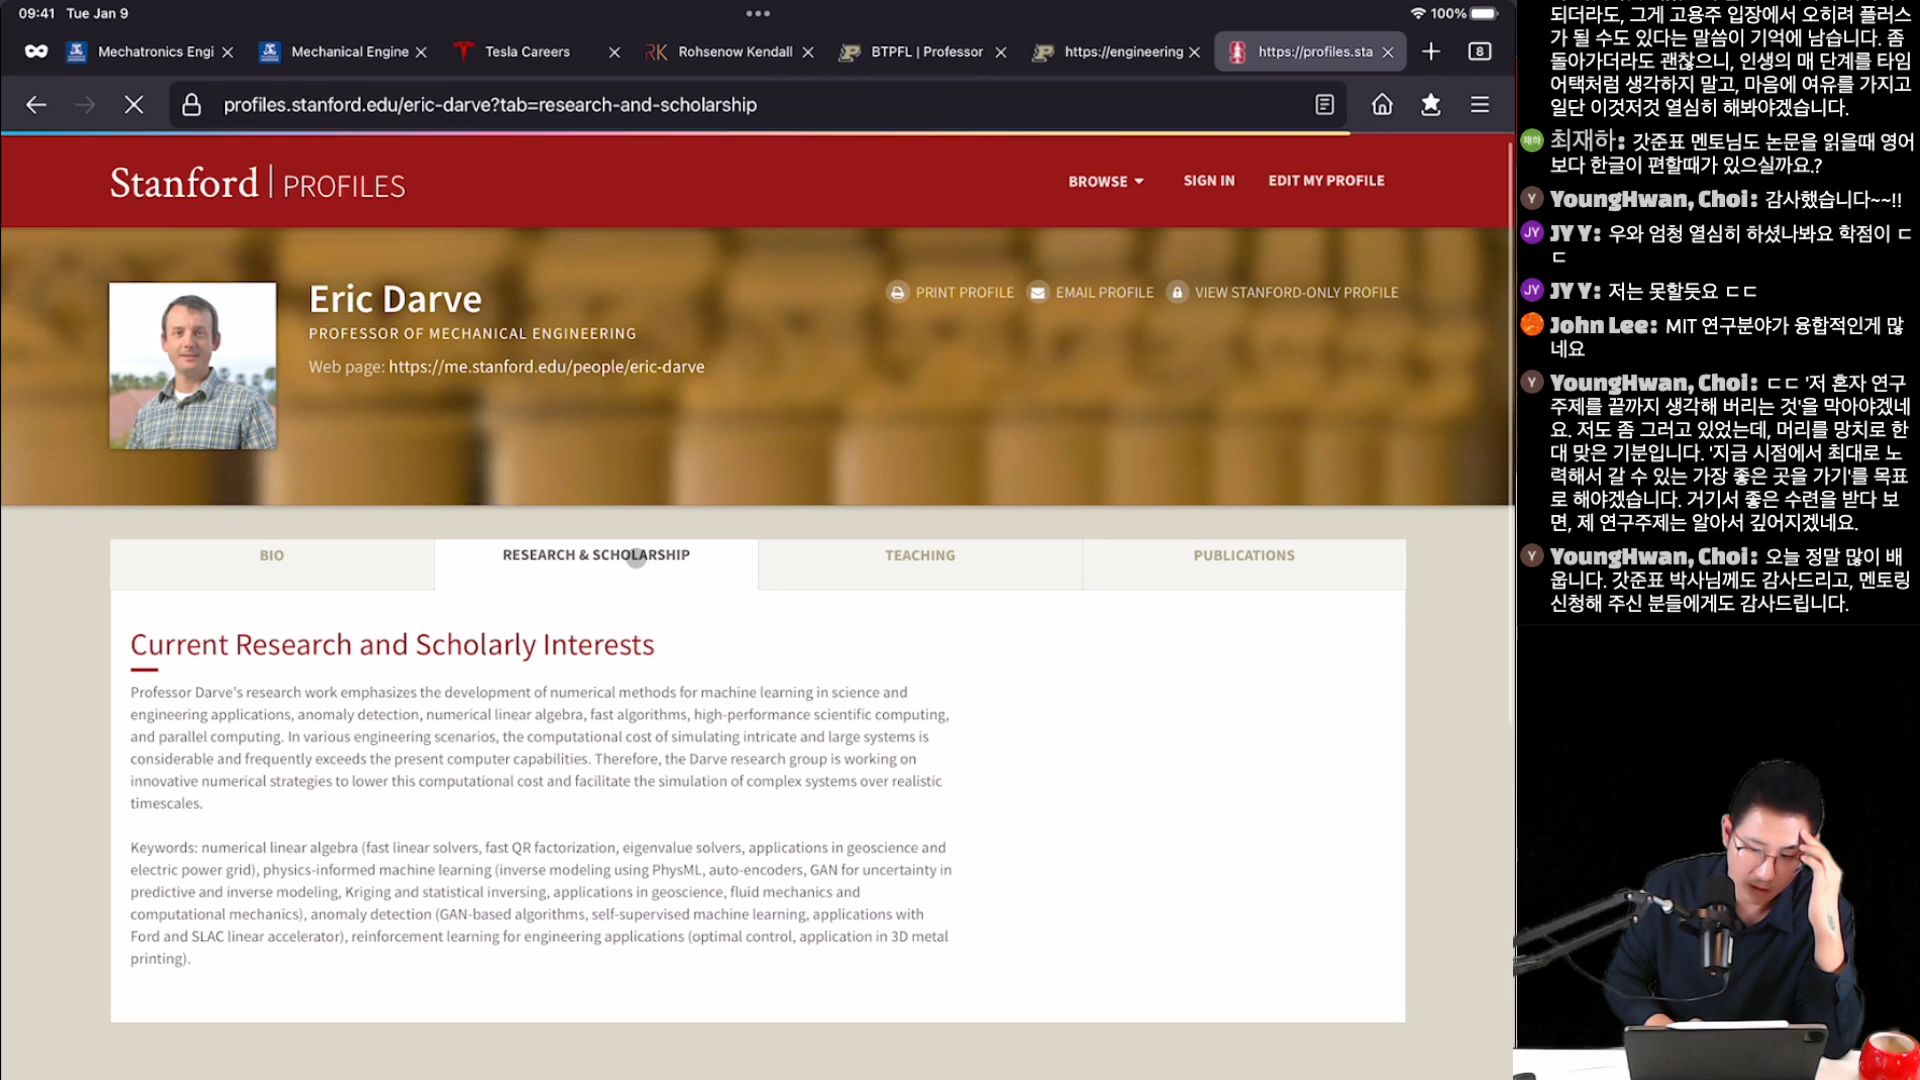 09:41 Tue Jan 9
100%
Mechatronics Engi
Mechanical Engine
Tesla Careers
RK Rohsenow Kendall
BTPFL | Professor
https://engineering
https://profiles.sta
8
profiles.stanford.edu/eric-darve?tab=research-and-scholarship
Stanford | PROFILES
BROWSE
SIGN IN
EDIT MY PROFILE
Eric Darve
PROFESSOR OF MECHANICAL ENGINEERING
Web page: https://me.stanford.edu/people/eric-darve
PRINT PROFILE
EMAIL PROFILE
VIEW STANFORD-ONLY PROFILE
BIO
RESEARCH & SCHOLARSHIP
TEACHING
PUBLICATIONS
Current Research and Scholarly Interests
Professor Darve's research work emphasizes the development of numerical methods for machine learning in science and
engineering applications, anomaly detection, numerical linear algebra, fast algorithms, high-performance scientific computing,
and parallel computing. In various engineering scenarios, the computational cost of simulating intricate and large systems is
considerable and frequently exceeds the present computer capabilities. Therefore, the Darve research group is working on
innovative numerical strategies to lower this computational cost and facilitate the simulation of complex systems over realistic
timescales.
Keywords: numerical linear algebra (fast linear solvers, fast QR factorization, eigenvalue solvers, applications in geoscience and
electric power grid), physics-informed machine learning (inverse modeling using PhysML, auto-encoders, GAN for uncertainty in
predictive and inverse modeling, Kriging and statistical inversing, applications in geoscience, fluid mechanics and
computational mechanics), anomaly detection (GAN-based algorithms, self-supervised machine learning, applications with
Ford and SLAC linear accelerator), reinforcement learning for engineering applications (optimal control, application in 3D metal
printing).
되더라도, 그게 고용주 입장에서 오히려 플러스
가 될 수도 있다는 말씀이 기억에 남습니다. 좀
돌아가더라도 괜찮으니, 인생의 매 단계를 타임
어택처럼 생각하지 말고, 마음에 여유를 가지고
일단 이것저것 열심히 해봐야겠습니다.
재하 최재하: 갓준표 멘토님도 논문을 읽을때 영어
보다 한글이 편할때가 있으실까요.?
Y YoungHwan, Choi: 감사했습니다~~!!
JY JY Y: 우와 엄청 열심히 하셨나봐요 학점이 ㄷ
ㄷ
JY JY Y: 저는 못할듯요 ㄷㄷ
John Lee: MIT 연구분야가 융합적인게 많
네요
Y YoungHwan, Choi: ㄷㄷ '저 혼자 연구
주제를 끝까지 생각해 버리는 것'을 막아야겠네
요. 저도 좀 그러고 있었는데, 머리를 망치로 한
대 맞은 기분입니다. '지금 시점에서 최대로 노
력해서 갈 수 있는 가장 좋은 곳을 가기'를 목표
로 해야겠습니다. 거기서 좋은 수련을 받다 보
면, 제 연구주제는 알아서 깊어지겠네요.
Y YoungHwan, Choi: 오늘 정말 많이 배
웁니다. 갓준표 박사님께도 감사드리고, 멘토링
신청해 주신 분들에게도 감사드립니다.